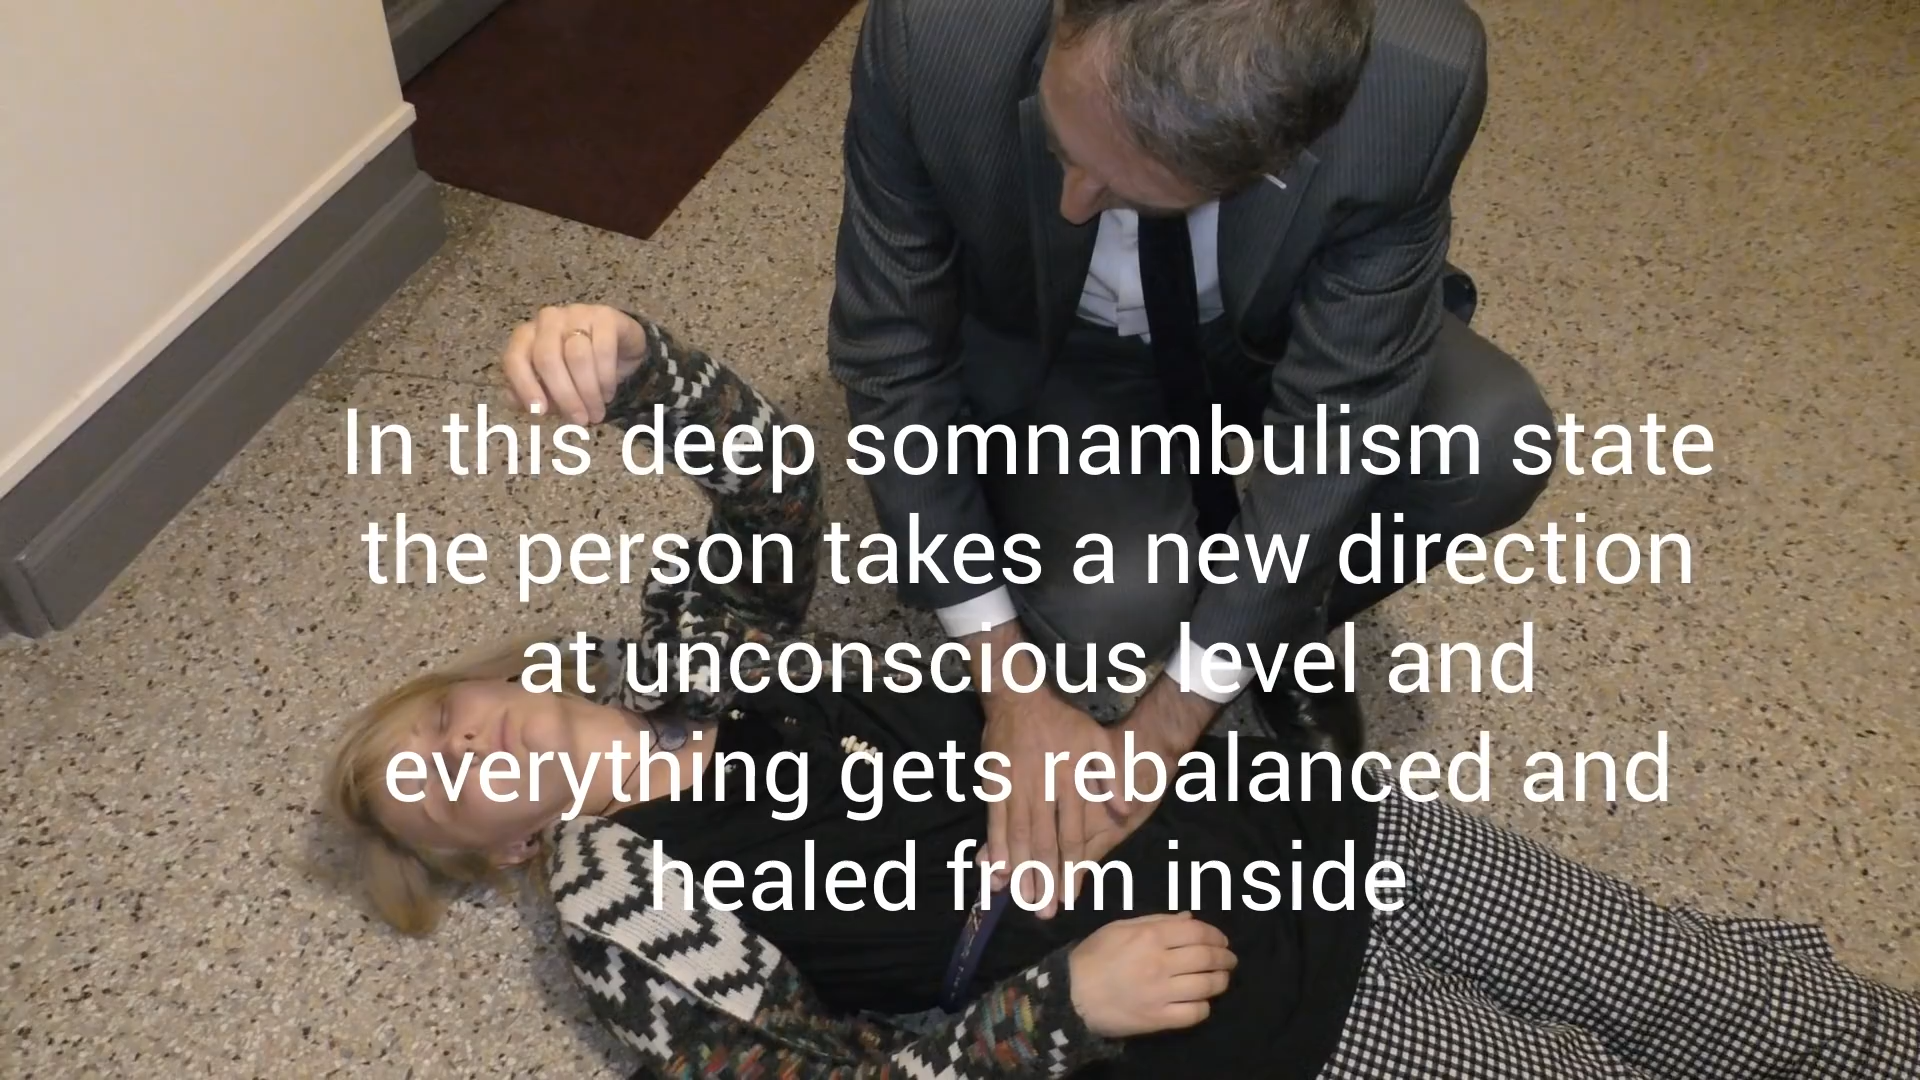 In this deep somnambulism state
the person takes a new direction
at unconscious level and
everything gets rebalanced and
healed from inside